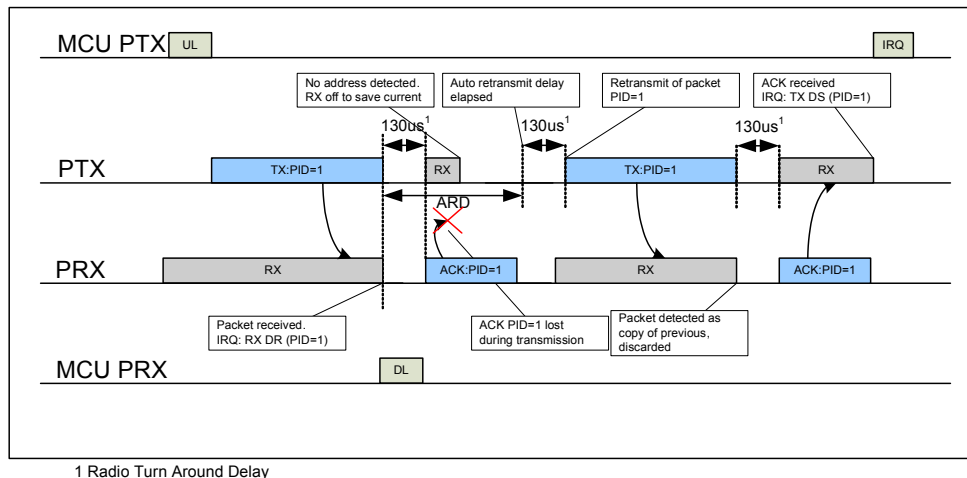 MCU PTX
UL
IRQ
No address detected.
RX off to save current
Auto retransmit delay
elapsed
Retransmit of packet
PID=1
ACK received
IRQ: TX DS (PID=1)
130us1
130us1
130us1
PTX
TX:PID=1
RX
TX:PID=1
RX
ARD
PRX
RX
ACK:PID=1
RX
ACK:PID=1
Packet received.
IRQ: RX DR (PID=1)
ACK PID=1 lost
during transmission
Packet detected as
copy of previous,
discarded
MCU PRX
DL
1 Radio Turn Around Delay